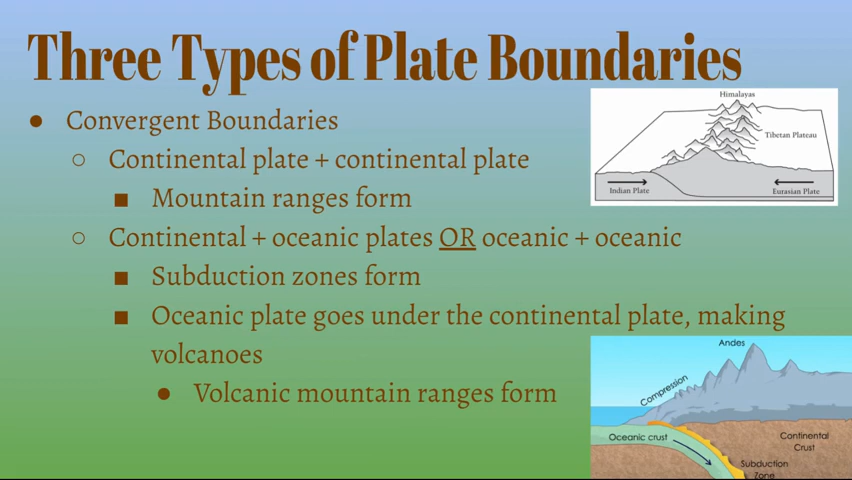 Three Types of Plate Boundaries
● Convergent Boundaries
○ Continental plate + continental plate
■ Mountain ranges form
○ Continental + oceanic plates OR oceanic + oceanic
■ Subduction zones form
■ Oceanic plate goes under the continental plate, making
volcanoes
● Volcanic mountain ranges form
Himalayas
Tibetan Plateau
Indian Plate
Eurasian Plate
Andes
Compression
Oceanic crust
Continental
Crust
Subduction
Zone